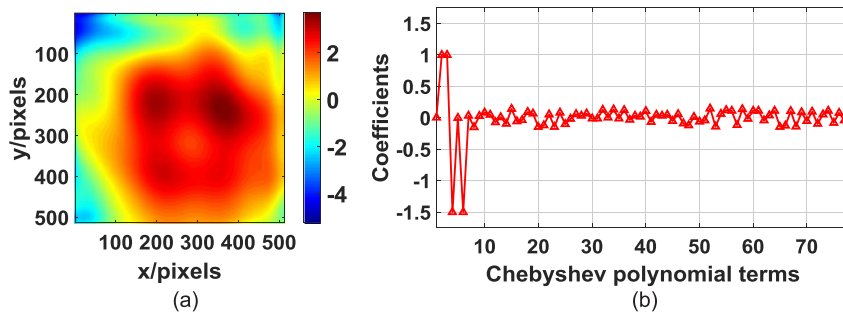 100
200
300
400
500
y/pixels
100 200 300 400 500
x/pixels
(a)
2
0
-2
-4
1.5
1
0.5
0
-0.5
-1
-1.5
Coefficients
10 20 30 40 50 60 70
Chebyshev polynomial terms
(b)